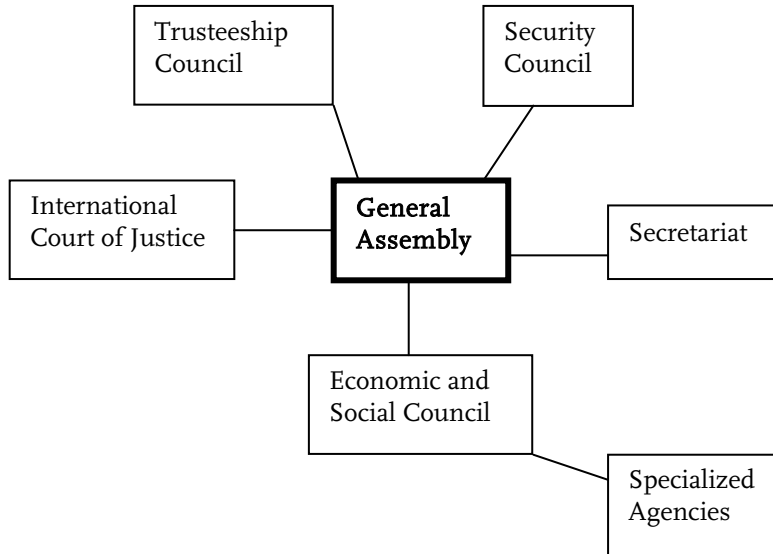 Trusteeship
Council
Security
Council
International
Court of Justice
General
Assembly
Secretariat
Economic and
Social Council
Specialized
Agencies